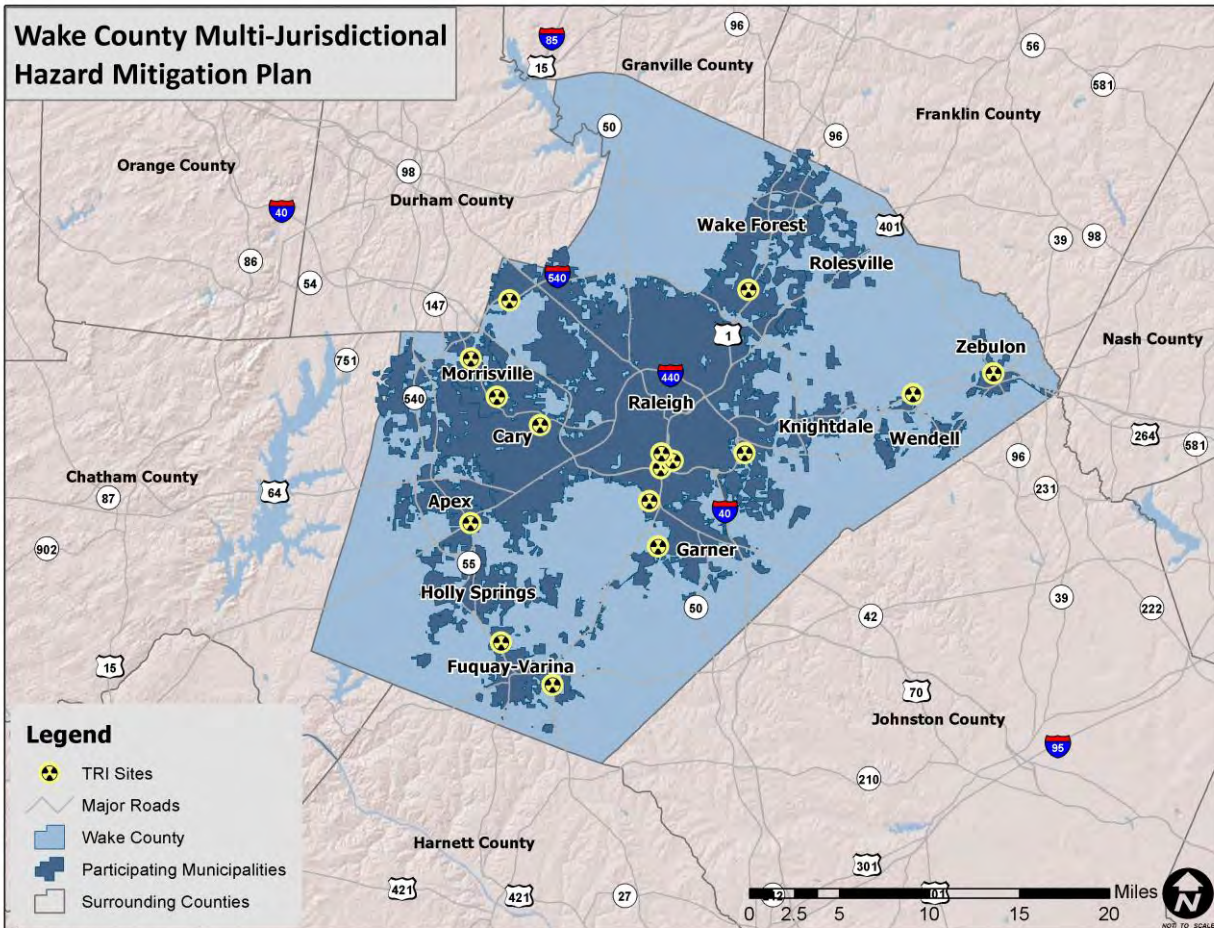 Wake County Multi-Jurisdictional
Hazard Mitigation Plan
85
15
96
56
Granville County
581
Franklin County
50
96
Orange County
98
Durham County
40
Wake Forest
401
39
98
86
Rolesville
54
540
147
1
Nash County
751
Zebulon
Morrisville
440
540
Raleigh
Knightdale
Cary
Wendell
264
581
96
Chatham County
87
64
231
Apex
40
902
Garner
55
Holly Springs
50
39
222
42
Fuquay-Varina
15
70
Johnston County
95
210
Harnett County
301
421
421
27
Legend
TRI Sites
Major Roads
Wake County
Participating Municipalities
Surrounding Counties
Miles
0 2.5 5 10 15 20
N
NOT TO SCALE